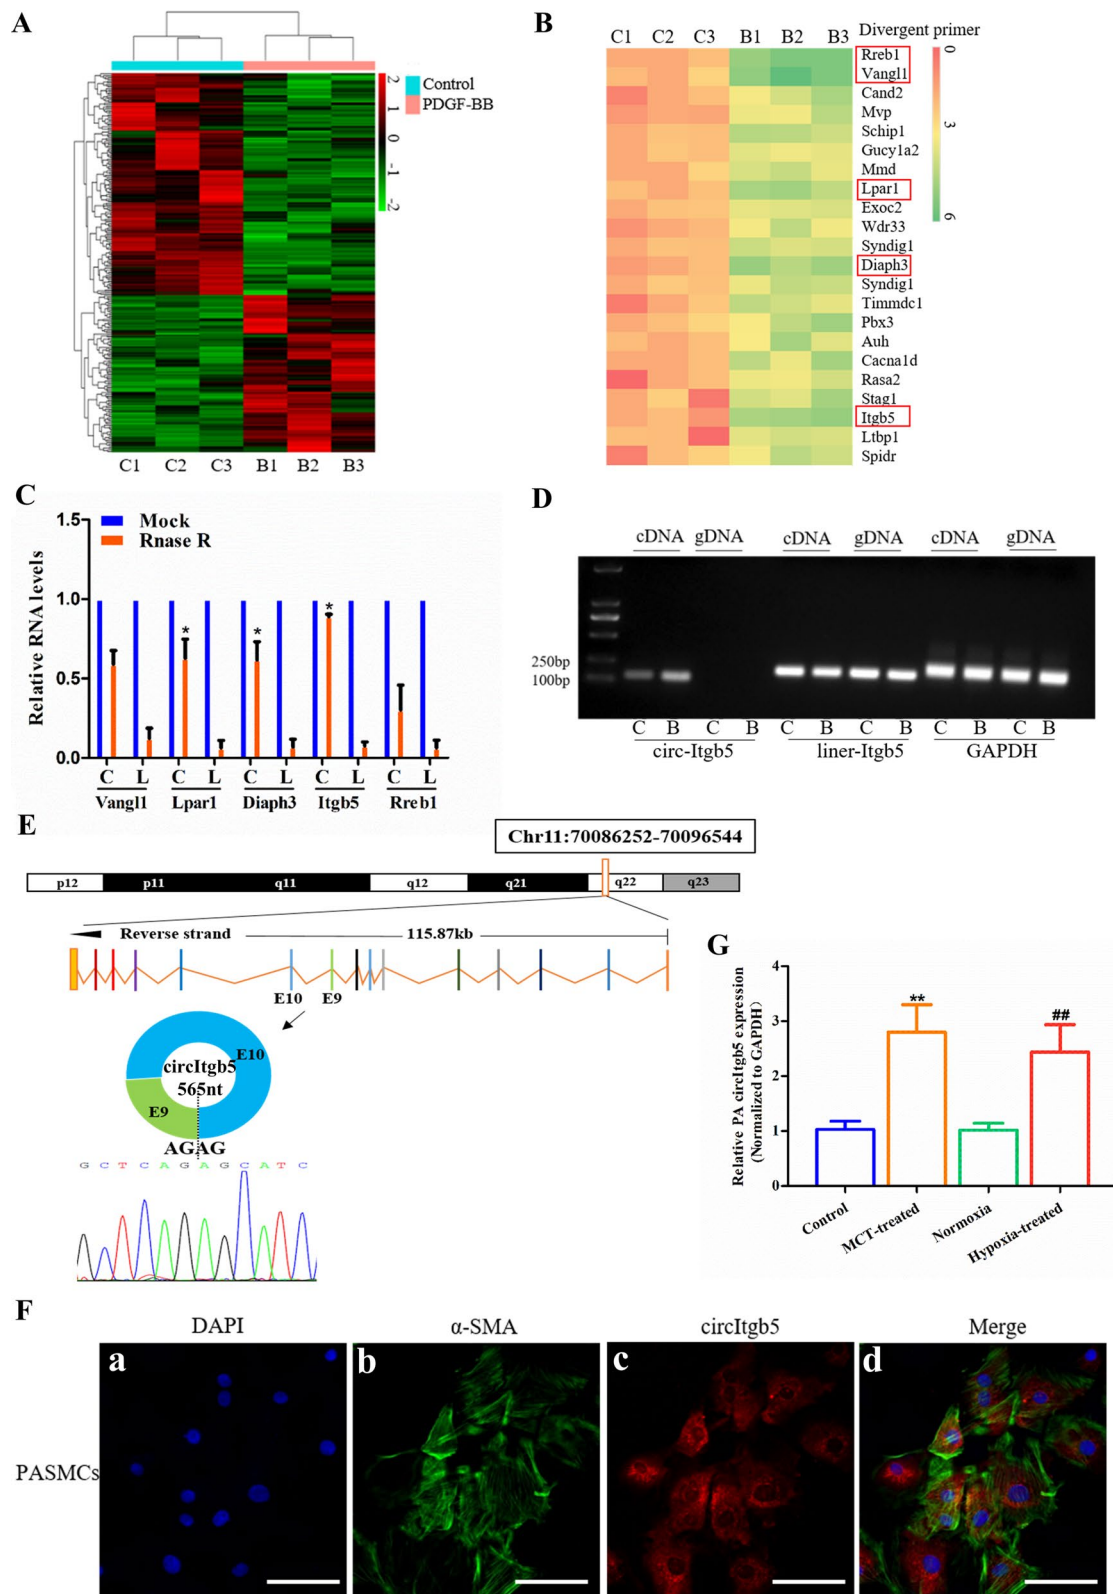 A
Control
PDGF-BB
2
1
0
-1
-2
C1 C2 C3 B1 B2 B3
B
C1 C2 C3 B1 B2 B3 Divergent primer
Rreb1
Vangl1
Cand2
Mvp
Schip1
Gucy1a2
Mmd
Lpar1
Exoc2
Wdr33
Syndig1
Diaph3
Syndig1
Timmdc1
Pbx3
Auh
Cacna1d
Rasa2
Stag1
Itgb5
Ltbp1
Spidr
0
3
6
C
Relative RNA levels
1.5
1.0
0.5
0.0
Mock
Rnase R
* * *
C L C L C L C L C L
Vangl1 Lpar1 Diaph3 Itgb5 Rreb1
D
cDNA gDNA cDNA gDNA cDNA gDNA
250bp
100bp
C B C B C B C B C B C B
circ-Itgb5 liner-Itgb5 GAPDH
E
Chr11:70086252-70096544
p12 p11 q11 q12 q21 q22 q23
Reverse strand 115.87kb
E10 E9
circItgb5
565nt
E10
E9
AGAG
G C T C A G A G C A T C
G
Relative PA circItgb5 expression
(Normalized to GAPDH)
4
3
2
1
0
** ##
Control MCT-treated Normoxia Hypoxia-treated
F
DAPI α-SMA circItgb5 Merge
a b c d
PASMCs